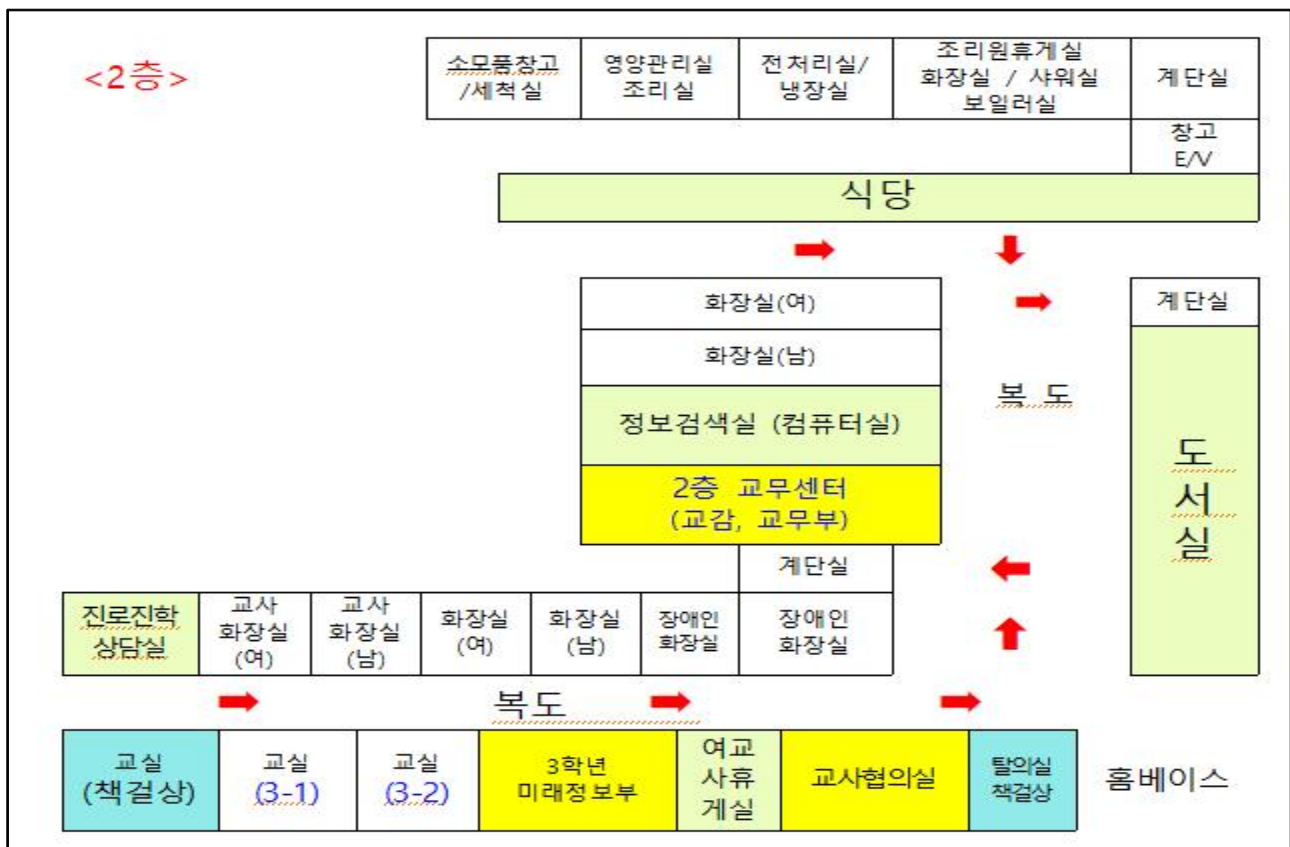 <2층>
소모품창고
/세척실
영양관리실
조리실
전처리실/
냉장실
조리원휴게실
화장실 / 샤워실
보일러실
계단실
창고
E/V
식당
화장실(여)
계단실
화장실(남)
복 도
정보검색실 (컴퓨터실)
도
서
실
2층 교무센터
(교감, 교무부)
계단실
진로진학
상담실
교사
화장실
(여)
교사
화장실
(남)
화장실
(여)
화장실
(남)
장애인
화장실
장애인
화장실
복도
교실
(책걸상)
교실
(3-1)
교실
(3-2)
3학년
미래정보부
여교
사휴
게실
교사협의실
탈의실
책걸상
홈베이스